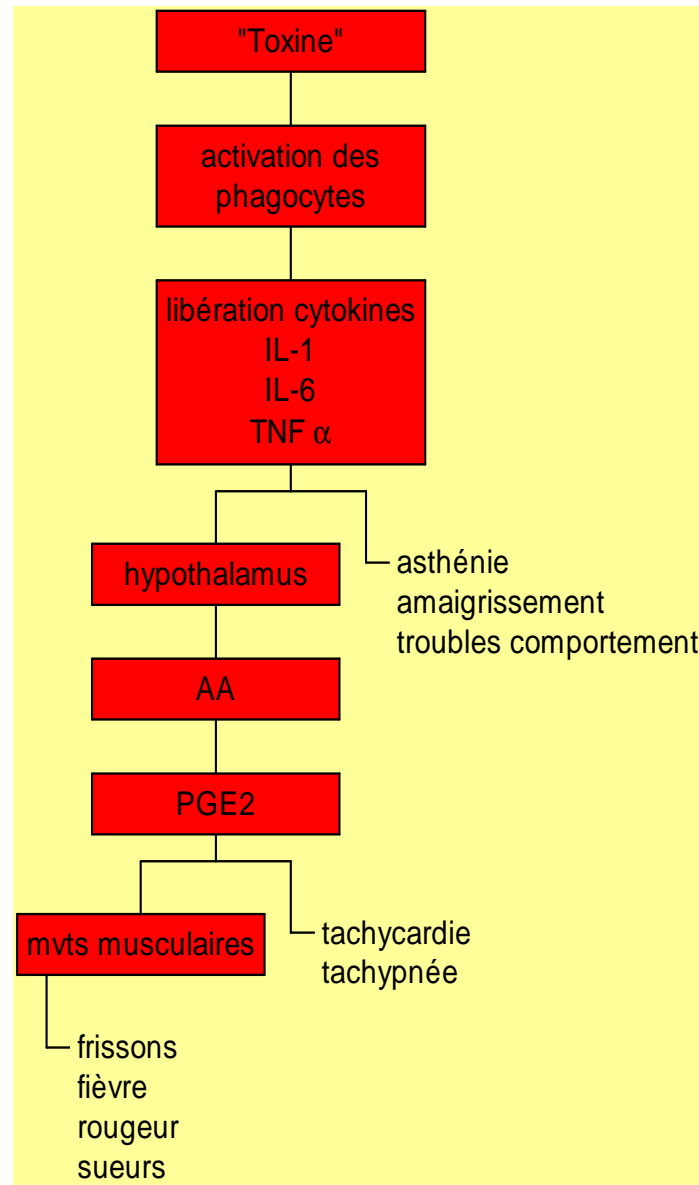 "Toxine"
activation des
phagocytes
libération cytokines
IL-1
IL-6
TNF α
hypothalamus
asthénie
amaigrissement
troubles comportement
AA
PGE2
mvts musculaires
tachycardie
tachypnée
frissons
fièvre
rougeur
sueurs